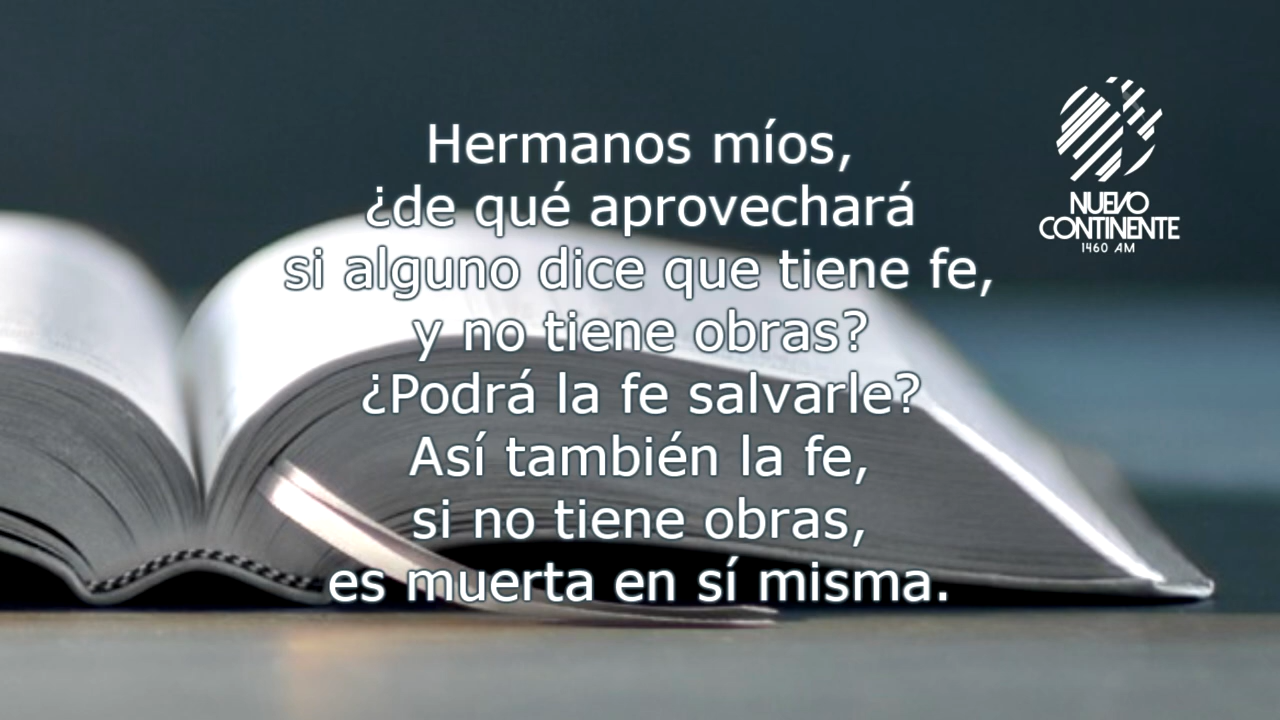 Hermanos míos,
¿de qué aprovechará
si alguno dice que tiene fe,
y no tiene obras?
¿Podrá la fe salvarle?
Así también la fe,
si no tiene obras,
es muerta en sí misma.
NUEVO
CONTINENTE
1460 AM